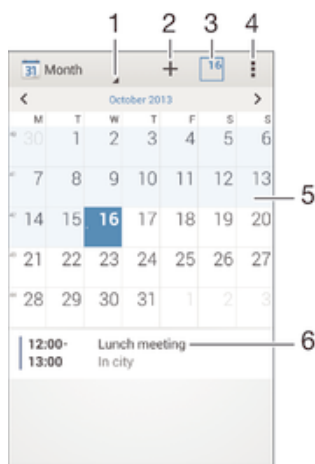 1 2 3 4
31 Month 16
October 2013
M T W T F S S
30 1 2 3 4 5 6
7 8 9 10 11 12 13
5
14 15 16 17 18 19 20
21 22 23 24 25 26 27
28 29 30 31 1 2 3
12:00- Lunch meeting 6
13:00 In city